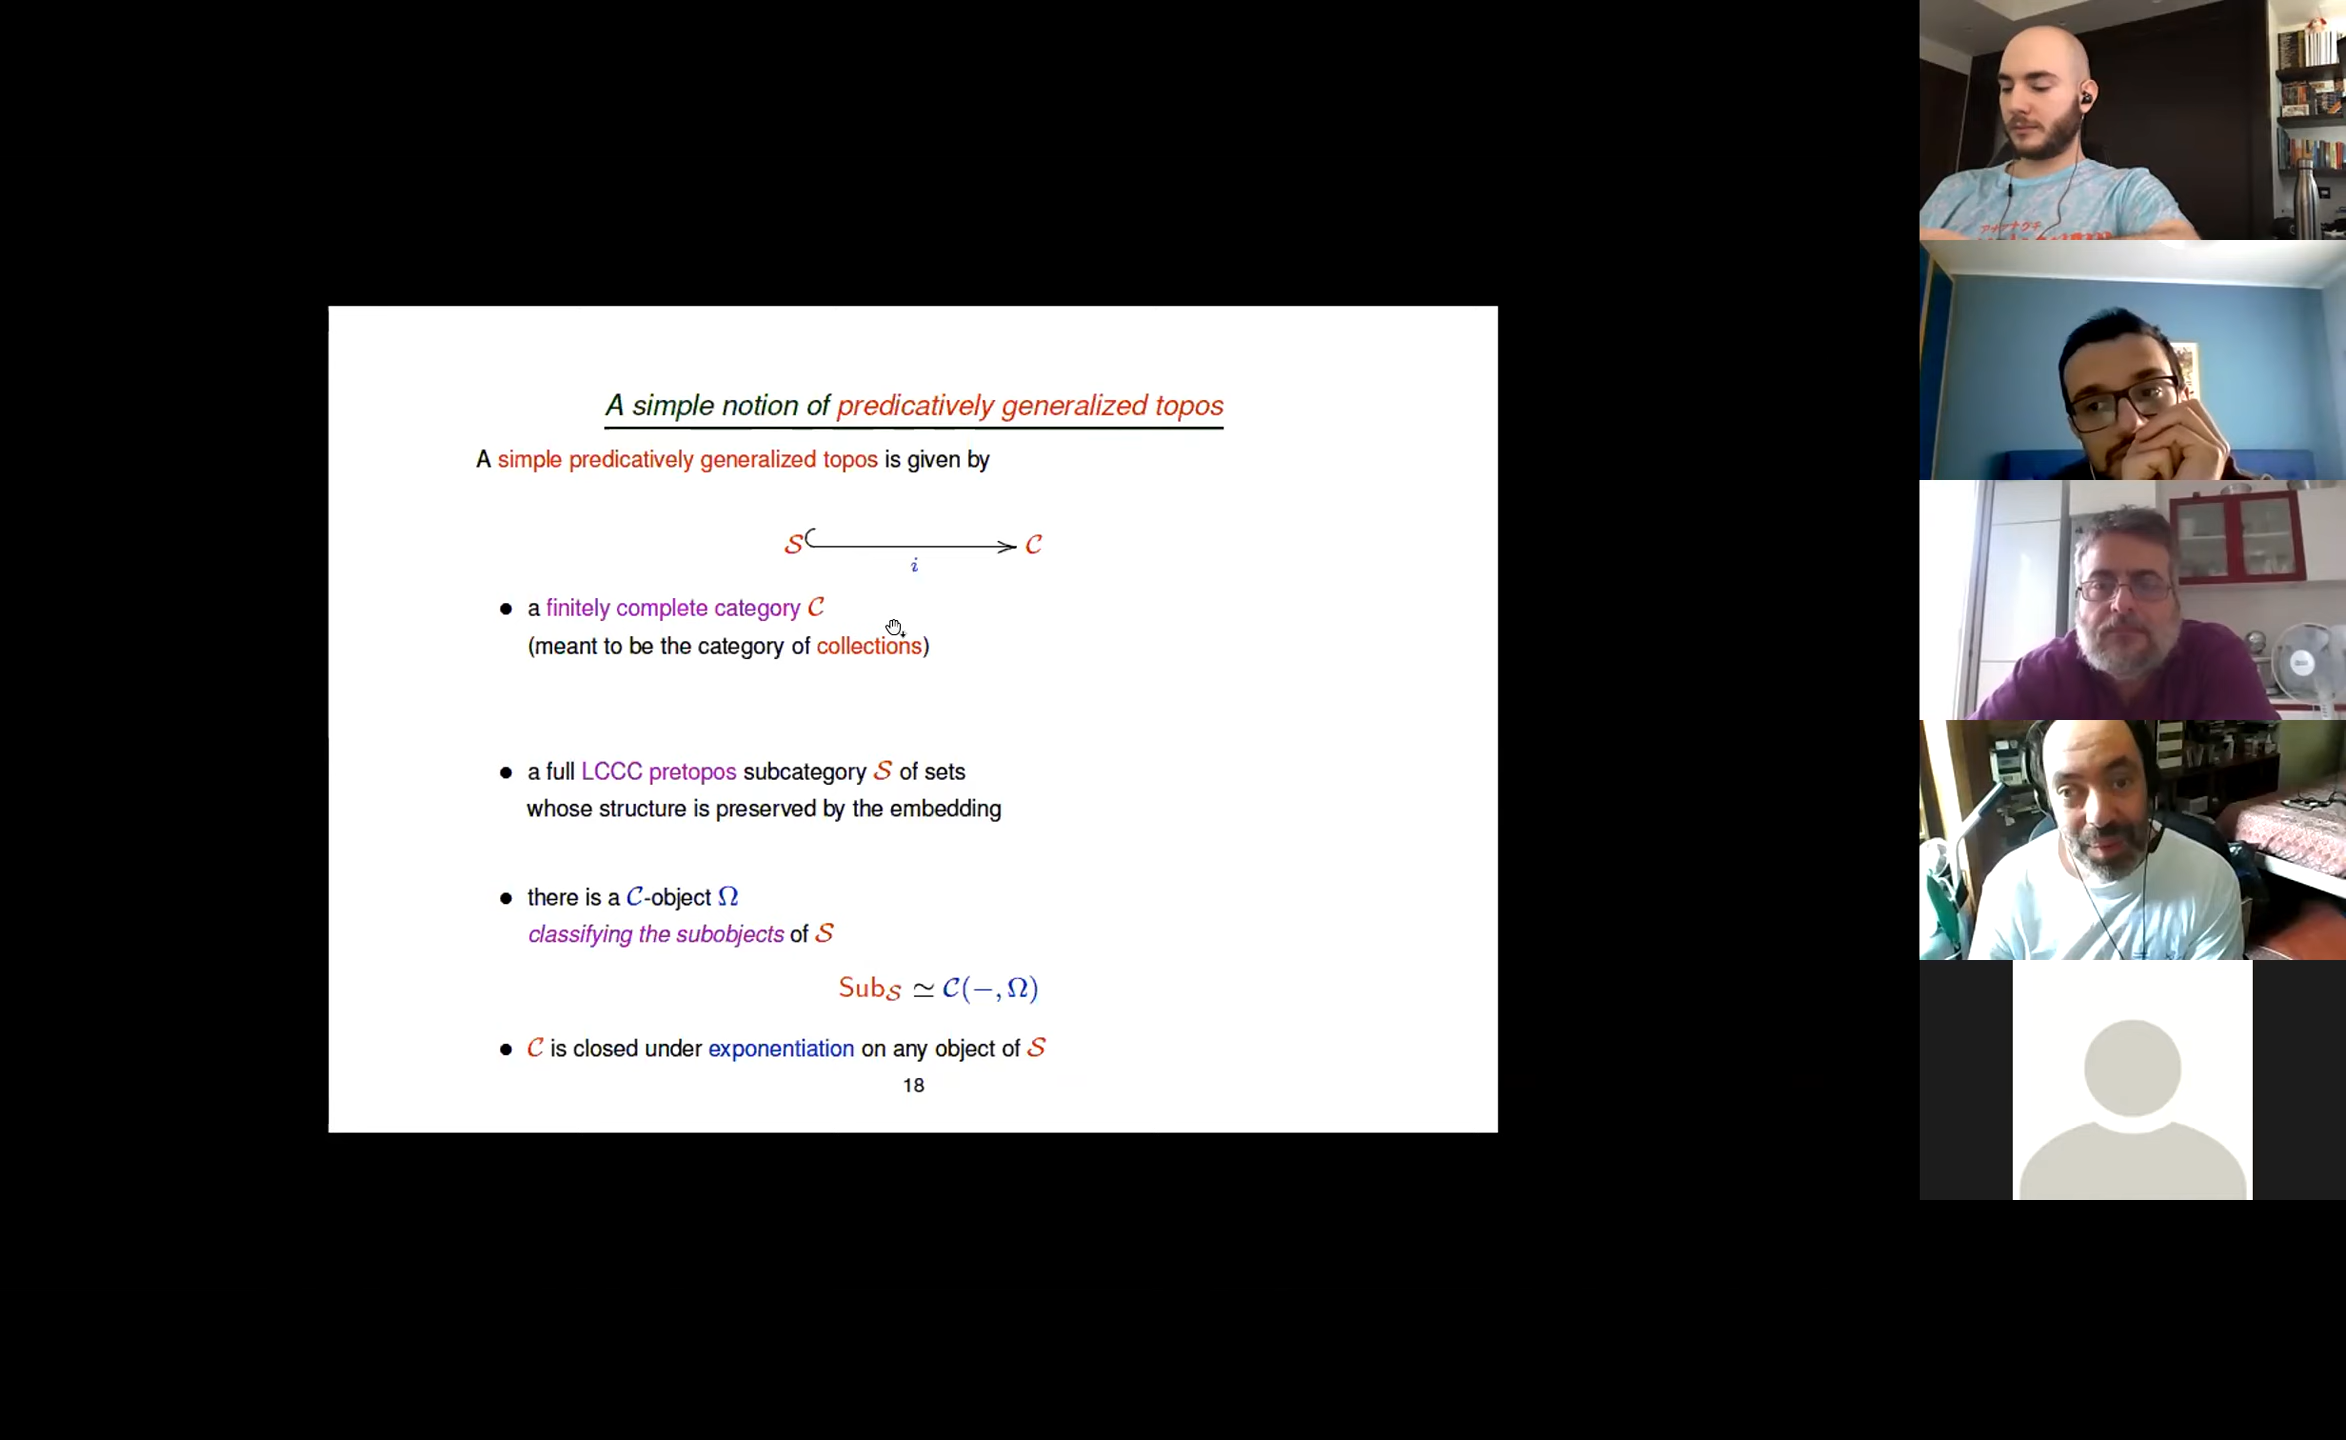 A simple notion of predicatively generalized topos
A simple predicatively generalized topos is given by
𝒮 ↪ 𝒞
i
● a finitely complete category 𝒞
(meant to be the category of collections)
● a full LCCC pretopos subcategory 𝒮 of sets
whose structure is preserved by the embedding
● there is a 𝒞-object Ω
classifying the subobjects of 𝒮
Sub𝒮 ≃ 𝒞(−, Ω)
● 𝒞 is closed under exponentiation on any object of 𝒮
18